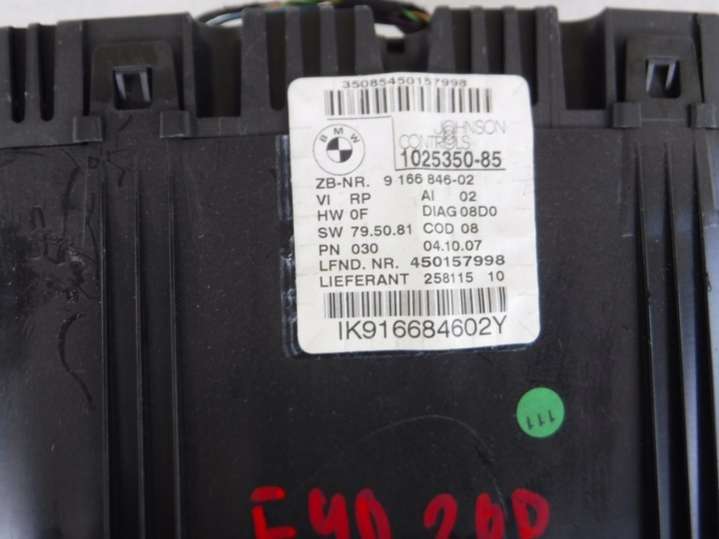 35085450157998
BMW
JOHNSON
CONTROLS
1025350-85
ZB-NR. 9 166 846-02
VI RP AI 02
HW 0F DIAG 08D0
SW 79.50.81 COD 08
PN 030 04.10.07
LFND. NR. 450157998
LIEFERANT 258115 10
IK916684602Y
111